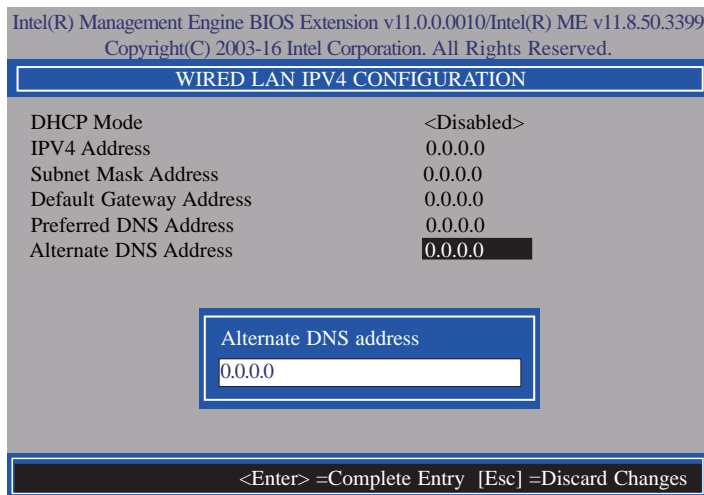 Intel(R) Management Engine BIOS Extension v11.0.0.0010/Intel(R) ME v11.8.50.3399
Copyright(C) 2003-16 Intel Corporation. All Rights Reserved.
WIRED LAN IPV4 CONFIGURATION
DHCP Mode <Disabled>
IPV4 Address 0.0.0.0
Subnet Mask Address 0.0.0.0
Default Gateway Address 0.0.0.0
Preferred DNS Address 0.0.0.0
Alternate DNS Address 0.0.0.0
Alternate DNS address
0.0.0.0
<Enter> =Complete Entry [Esc] =Discard Changes